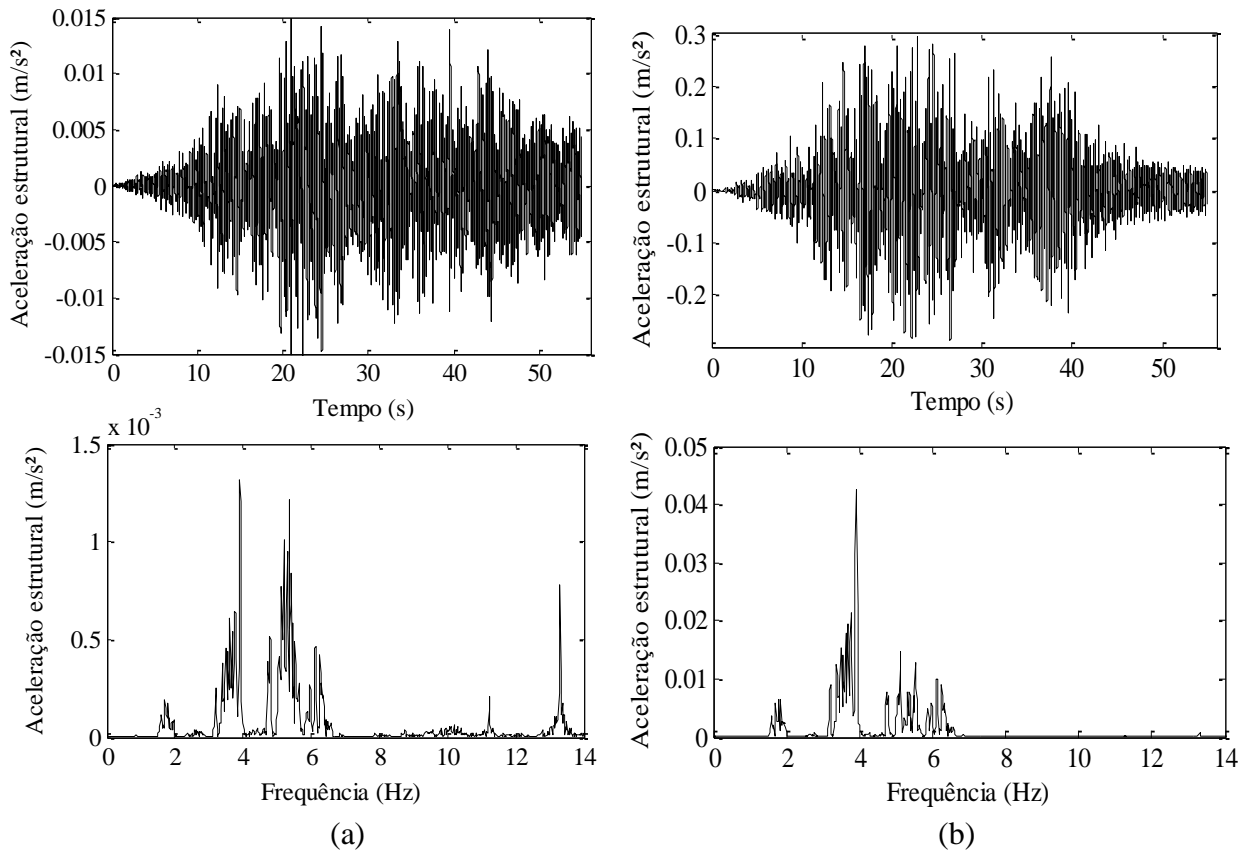 Aceleração estrutural (m/s²)
0.015
0.01
0.005
0
-0.005
-0.01
-0.015
0 10 20 30 40 50
Tempo (s)
Aceleração estrutural (m/s²)
0.3
0.2
0.1
0
-0.1
-0.2
0 10 20 30 40 50
Tempo (s)
x 10⁻³
Aceleração estrutural (m/s²)
1.5
1
0.5
0
0 2 4 6 8 10 12 14
Frequência (Hz)
(a)
Aceleração estrutural (m/s²)
0.05
0.04
0.03
0.02
0.01
0
0 2 4 6 8 10 12 14
Frequência (Hz)
(b)